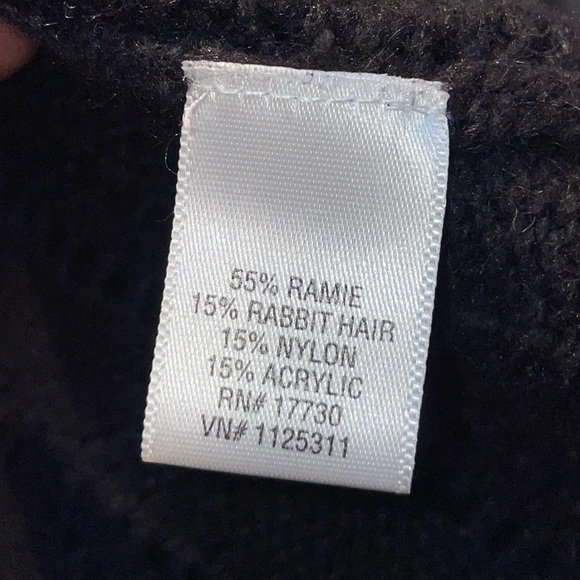 55% RAMIE
15% RABBIT HAIR
15% NYLON
15% ACRYLIC
RN# 17730
VN# 1125311